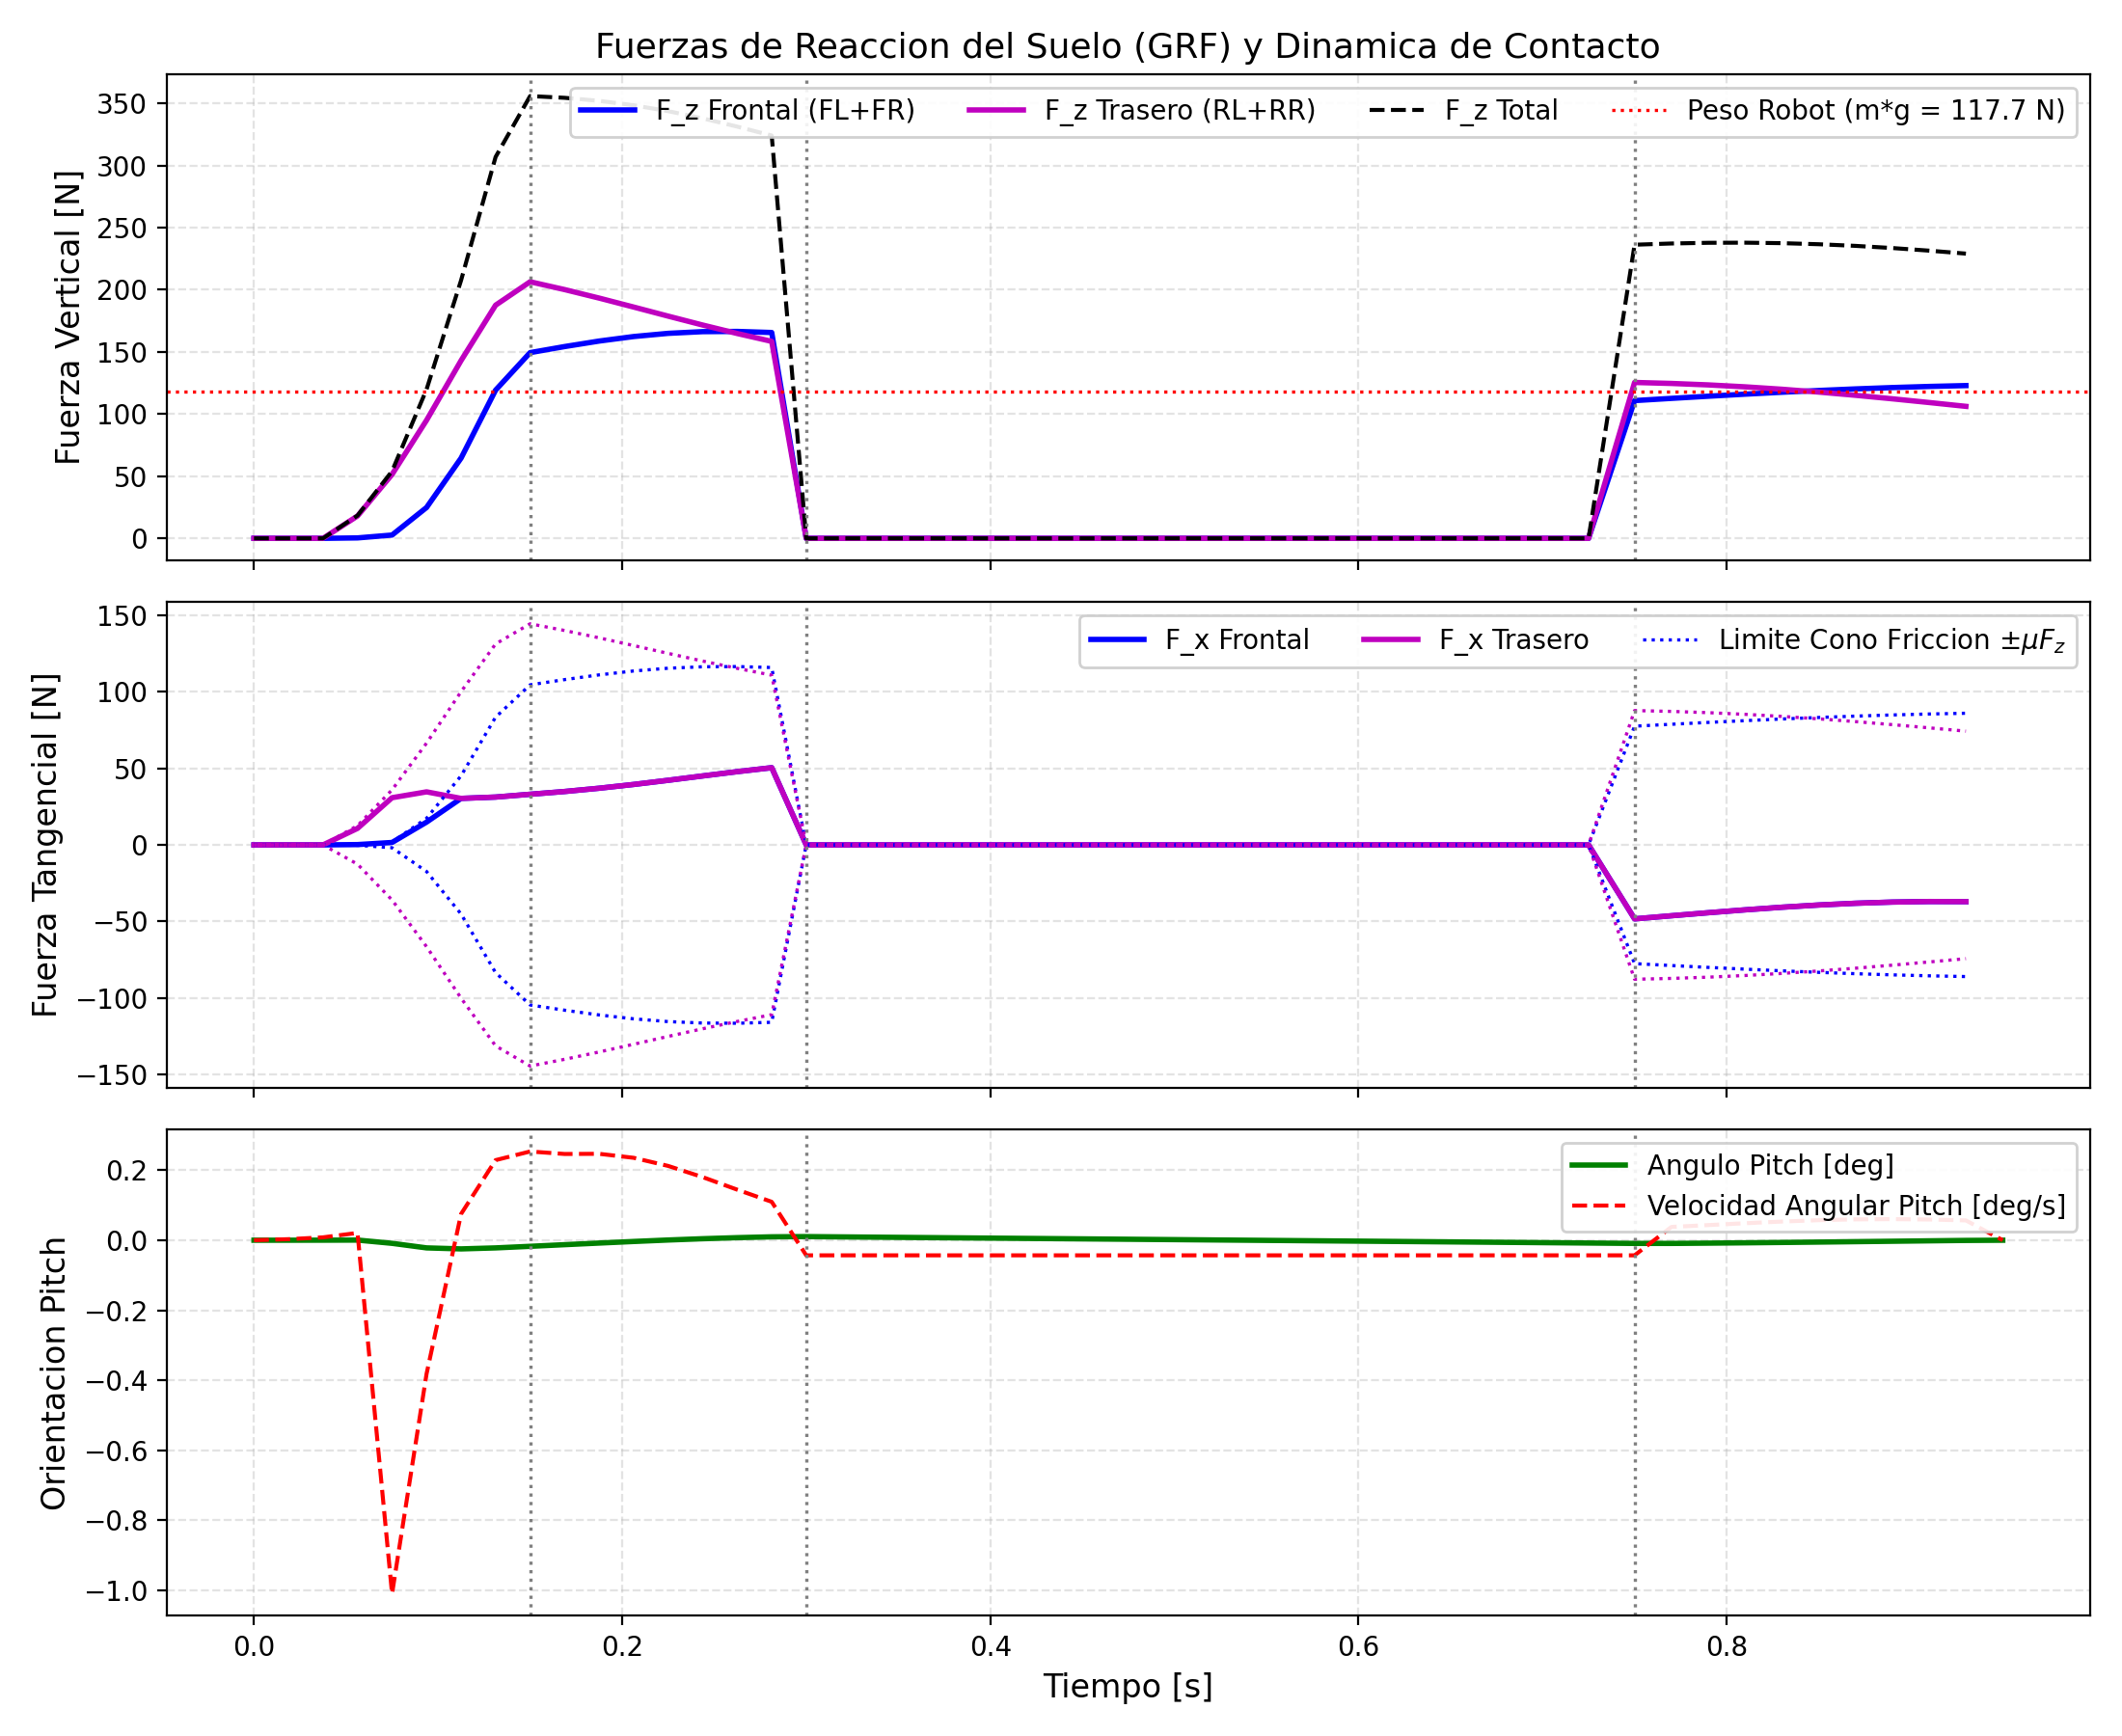 Fuerzas de Reaccion del Suelo (GRF) y Dinamica de Contacto
F_z Frontal (FL+FR) F_z Trasero (RL+RR) F_z Total Peso Robot (m*g = 117.7 N)
Fuerza Vertical [N]
350
300
250
200
150
100
50
0
F_x Frontal F_x Trasero Limite Cono Friccion ±μF_z
Fuerza Tangencial [N]
150
100
50
0
−50
−100
−150
Angulo Pitch [deg]
Velocidad Angular Pitch [deg/s]
Orientacion Pitch
0.2
0.0
−0.2
−0.4
−0.6
−0.8
−1.0
0.0 0.2 0.4 0.6 0.8
Tiempo [s]